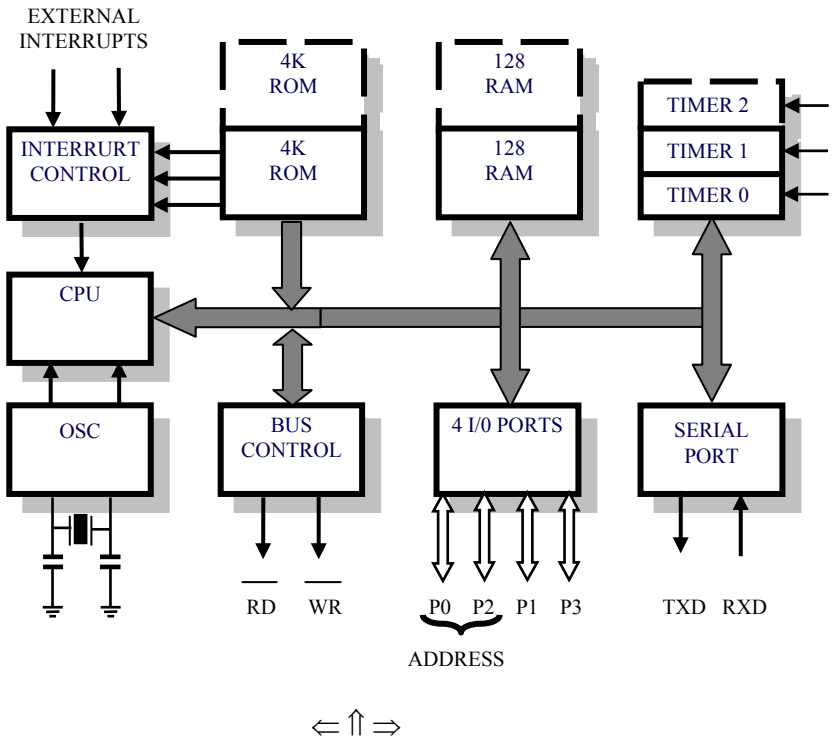 EXTERNAL
INTERRUPTS
4K
ROM
128
RAM
TIMER 2
INTERRURT
CONTROL
4K
ROM
128
RAM
TIMER 1
TIMER 0
CPU
OSC
BUS
CONTROL
4 I/0 PORTS
SERIAL
PORT
RD WR
P0 P2 P1 P3
TXD RXD
ADDRESS
⇐ ⇑ ⇒